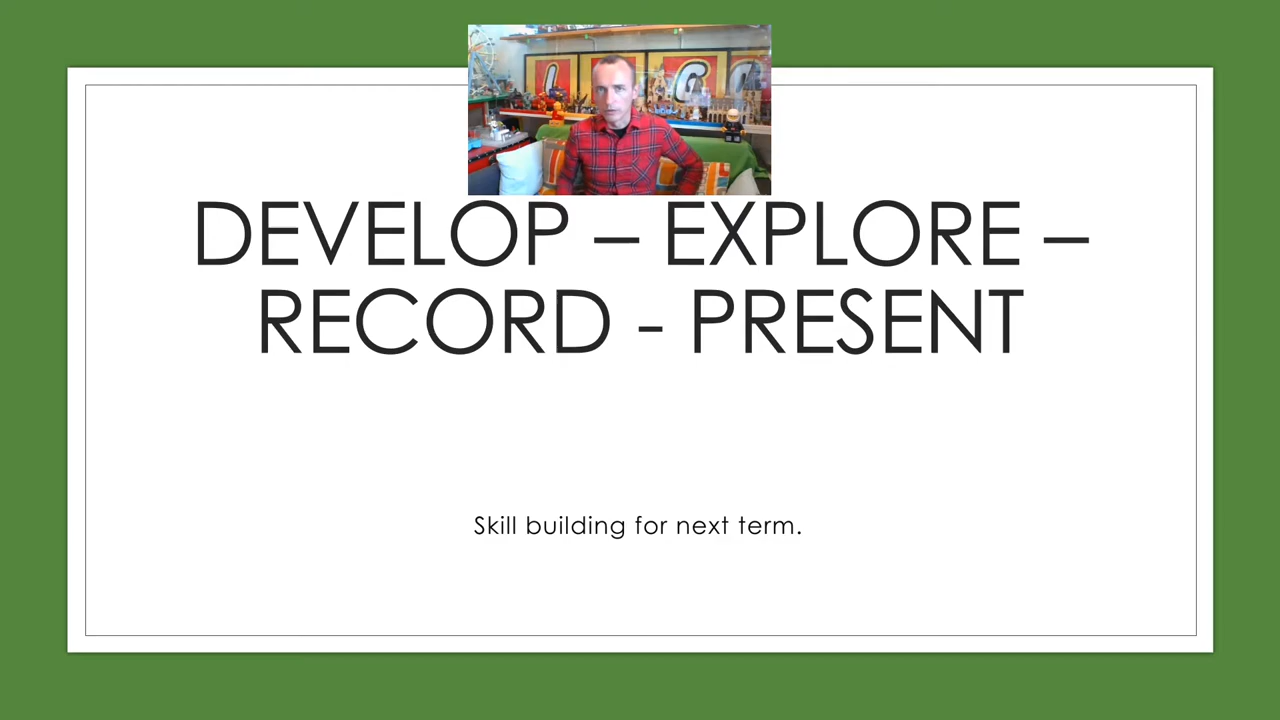 L G
DEVELOP – EXPLORE –
RECORD - PRESENT
Skill building for next term.